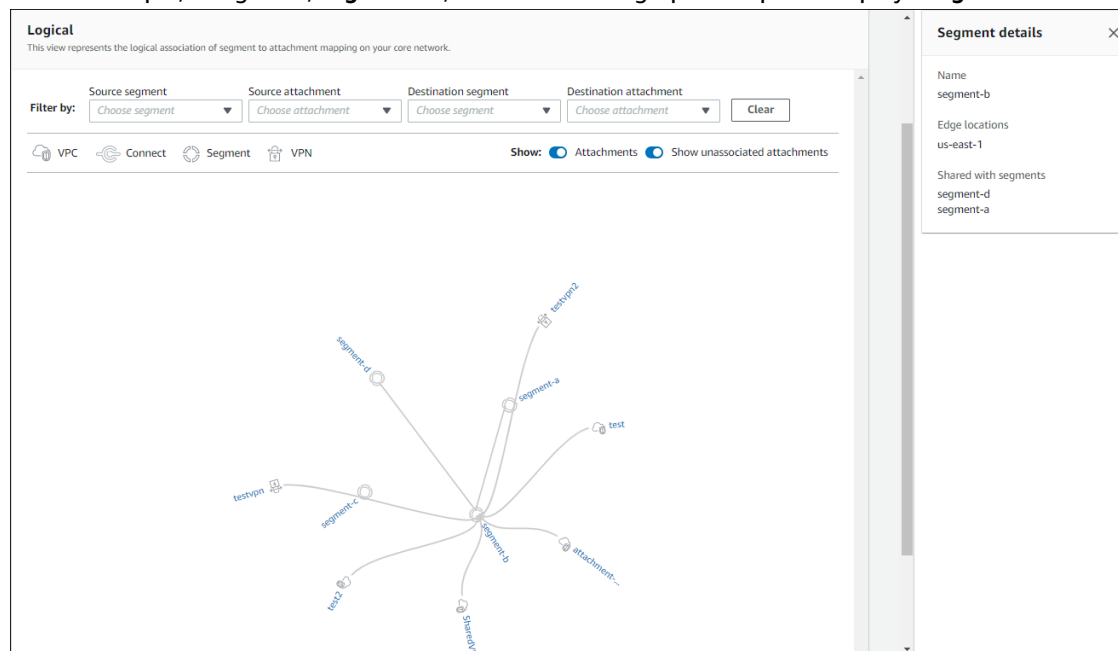 Logical
This view represents the logical association of segment to attachment mapping on your core network.
Source segment Source attachment Destination segment Destination attachment
Filter by: Choose segment Choose attachment Choose segment Choose attachment Clear
VPC Connect Segment VPN Show: Attachments Show unassociated attachments
testvpn2
segment-d
segment-a
test
testvpn
segment-c
segment-b
attachment-...
test2
SharedV
Segment details
Name
segment-b
Edge locations
us-east-1
Shared with segments
segment-d
segment-a